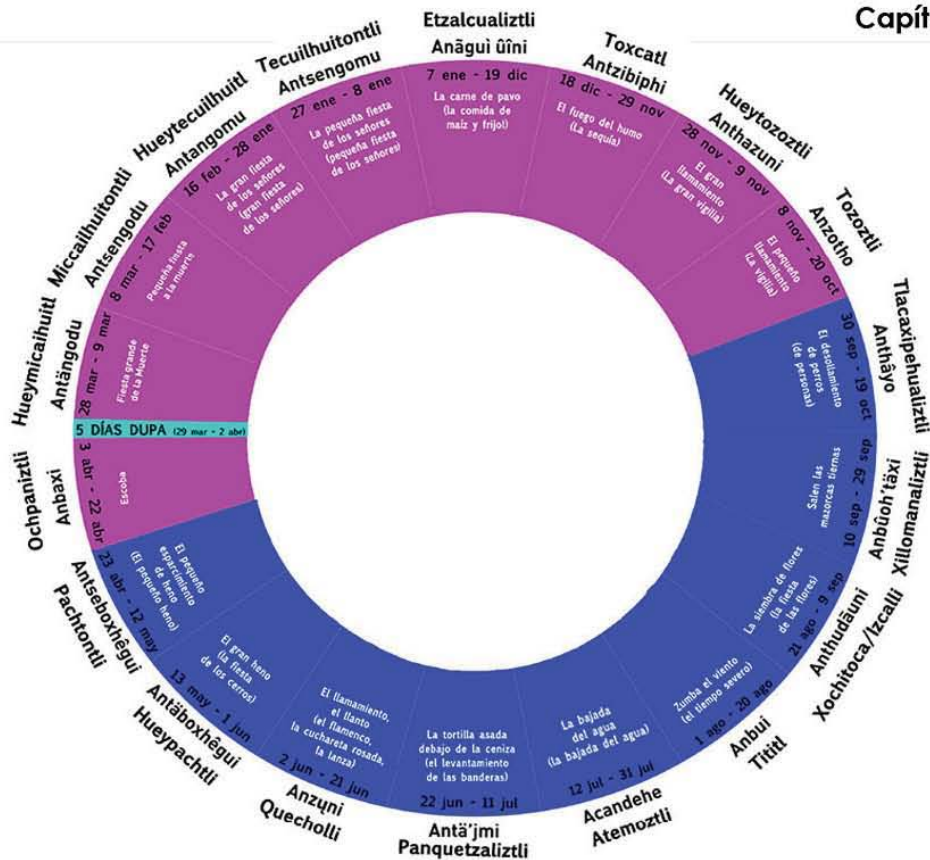 Capít
Etzalcualiztli
Anãguì ûîni
7 ene - 19 dic
La carne de pavo
(la comida de
maíz y frijol)
Toxcatl
Antzibiphi
18 dic - 29 nov
El fuego del humo
(La sequía)
Hueytozoztli
Anthazuni
28 nov - 9 nov
El gran
llamamiento
(La gran vigilia)
Tozoztli
Anzotho
8 nov - 20 oct
El pequeño
llamamiento
(La vigilia)
Tlacaxipehualiztli
Anthâyo
30 sep - 19 oct
El desollamiento
de perros
(de personas)
Xillomanaliztli
Anbûoh'täxi
10 sep - 29 sep
Salen las
mazorcas tiernas
Xochitoca/Izcalli
Anthudãuni
21 ago - 9 sep
La siembra de flores
(la fiesta
de las flores)
1 ago - 20 ago
Zumba el viento
(el tiempo severo)
Anbui
Tititl
La bajada
del agua
(la bajada del agua)
12 jul - 31 jul
Acandehe
Atemoztli
La tortilla asada
debajo de la ceniza
(el levantamiento
de las banderas)
22 jun - 11 jul
Antä'jmi
Panquetzaliztli
El llamamiento,
el llanto
(el flamenco,
la cuchareta rosada,
la lanza)
2 jun - 21 jun
Anzųni
Quecholli
El gran heno
(la fiesta
de los cerros)
13 may - 1 jun
Antäboxhêgui
Hueypachtli
El pequeño
esparcimiento
de heno
(El pequeño heno)
23 abr - 12 may
Antseboxhêgui
Pachtontli
Ochpaniztli
Anbaxi
3 abr - 22 abr
Escoba
5 DÍAS DUPA (29 mar - 2 abr)
Hueymicaihuitl
Antängodu
28 mar - 9 mar
Fiesta grande
de la Muerte
Miccailhuitontli
Antsengodu
8 mar - 17 feb
Pequeña fiesta
a la muerte
Hueytecuilhuitl
Antangomu
16 feb - 28 ene
La gran fiesta
de los señores
(gran fiesta
de los señores)
Tecuilhuitontli
Antsengomu
27 ene - 8 ene
La pequeña fiesta
de los señores
(pequeña fiesta
de los señores)